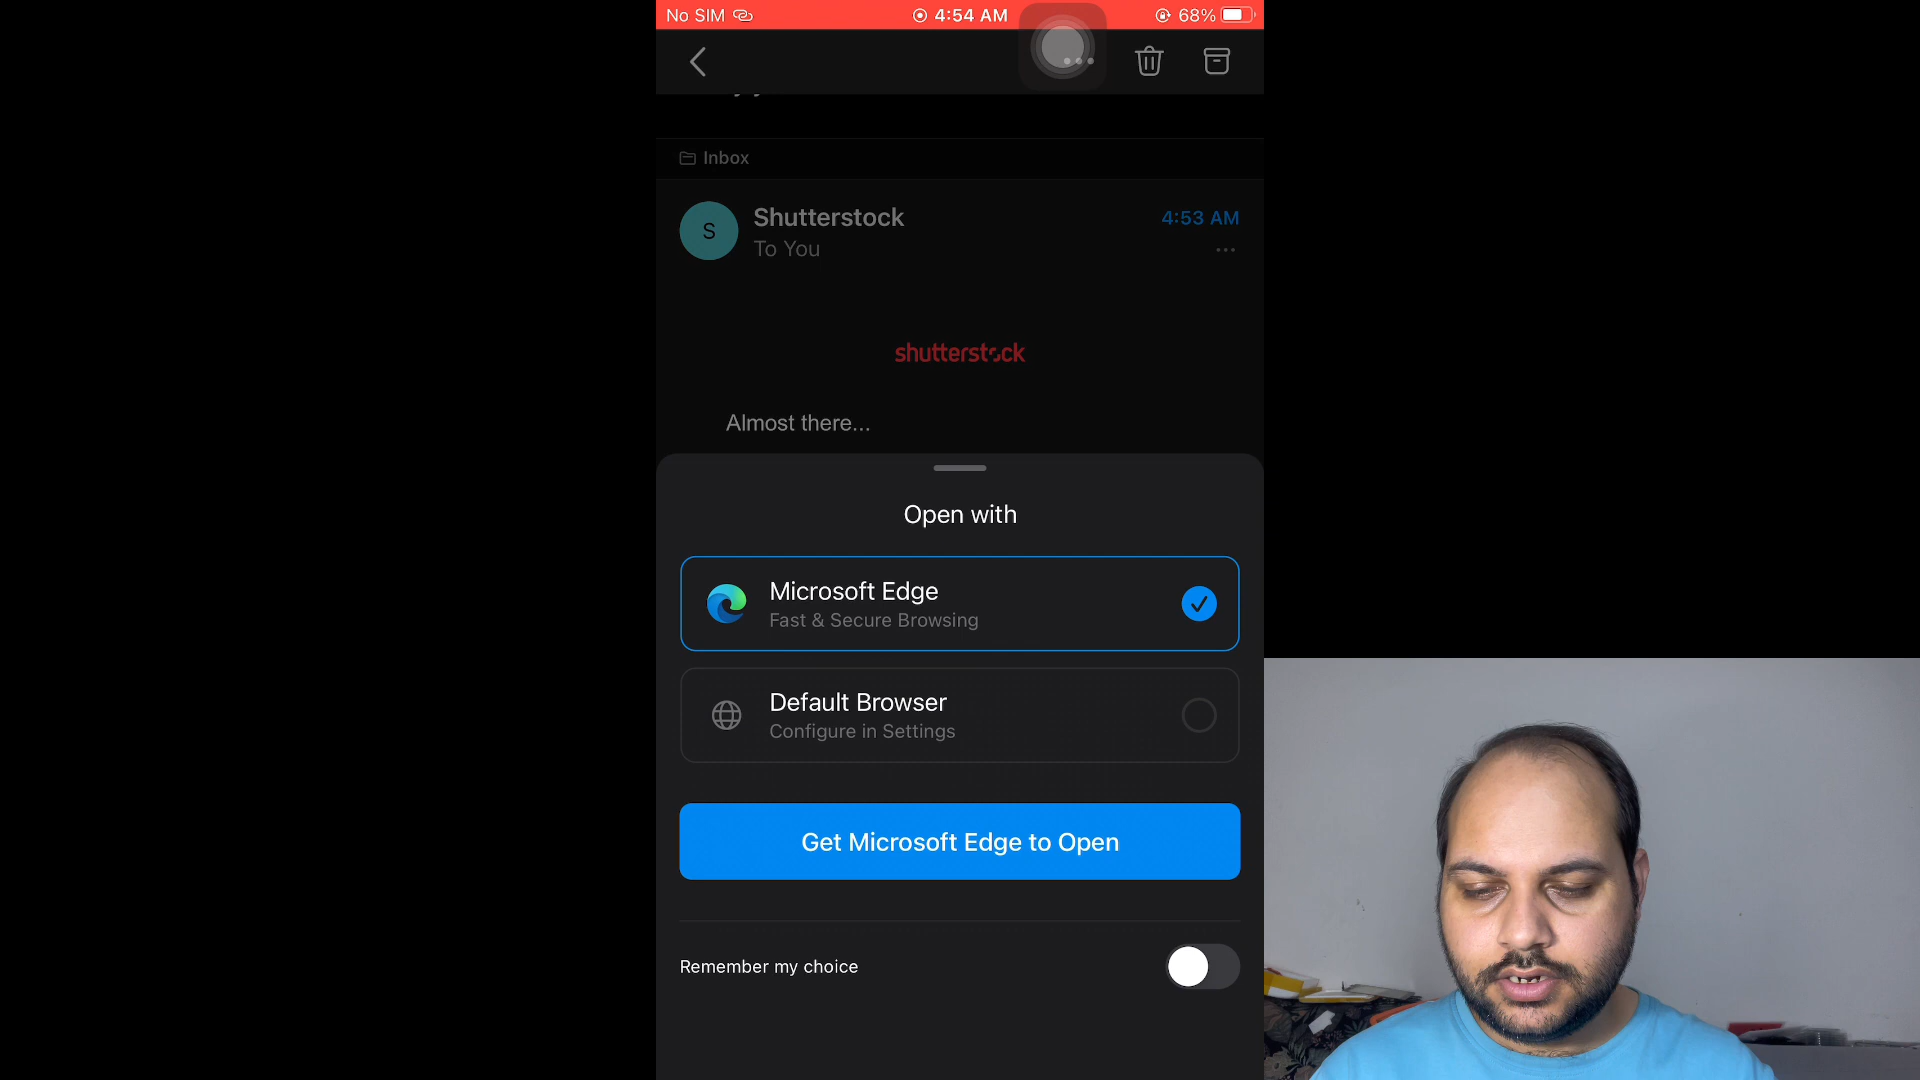 No SIM 4:54 AM 68%
Inbox
S
Shutterstock 4:53 AM
To You
shutterstock
Almost there...
Open with
Microsoft Edge
Fast & Secure Browsing
Default Browser
Configure in Settings
Get Microsoft Edge to Open
Remember my choice